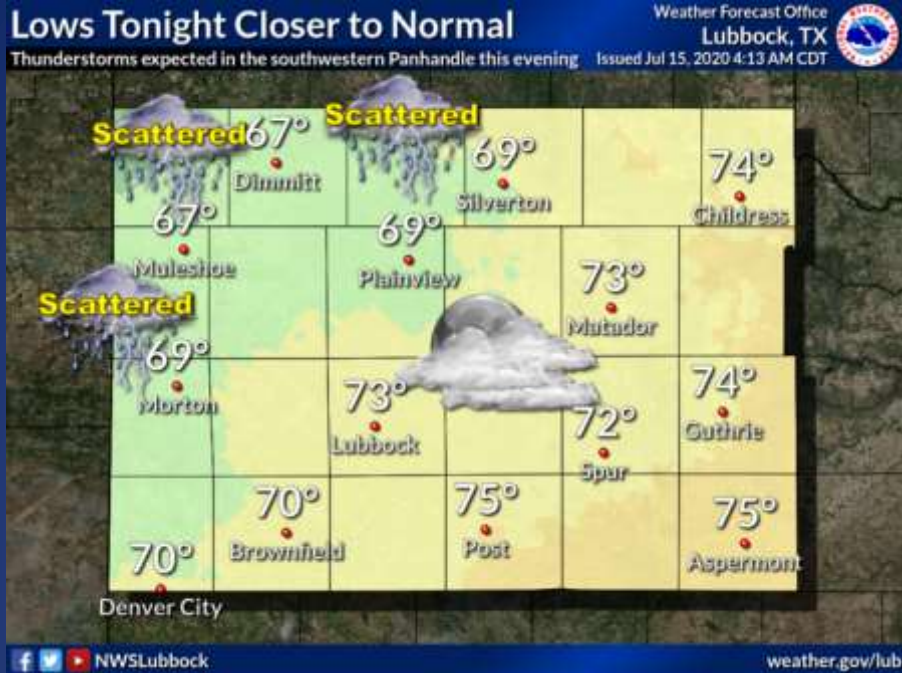 Lows Tonight Closer to Normal
Thunderstorms expected in the southwestern Panhandle this evening
Weather Forecast Office
Lubbock, TX
Issued Jul 15, 2020 4:13 AM CDT
Scattered
67°
Dimmitt
Scattered
69°
Silverton
74°
Childress
67°
Muleshoe
69°
Plainview
73°
Matador
Scattered
69°
Morton
73°
Lubbock
72°
Spur
74°
Guthrie
70°
Denver City
70°
Brownfield
75°
Post
75°
Aspermont
NWSLubbock
weather.gov/lub